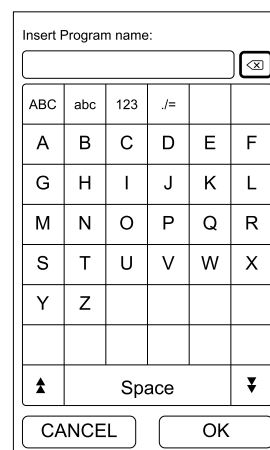 Insert Program name:
ABC abc 123 ./=
A B C D E F
G H I J K L
M N O P Q R
S T U V W X
Y Z
Space
CANCEL OK